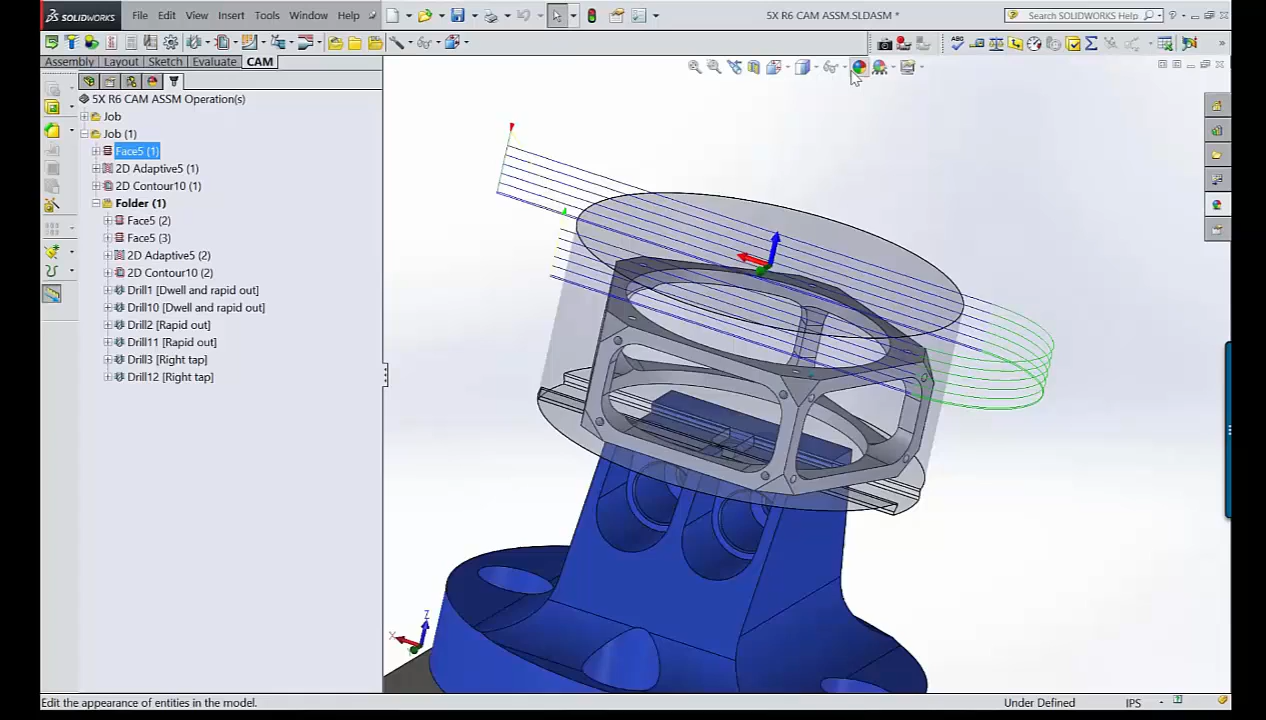 SOLIDWORKS File Edit View Insert Tools Window Help 5X R6 CAM ASSM.SLDASM * Search SOLIDWORKS Help
Assembly Layout Sketch Evaluate CAM
5X R6 CAM ASSM Operation(s)
Job
Job (1)
Face5 (1)
2D Adaptive5 (1)
2D Contour10 (1)
Folder (1)
Face5 (2)
Face5 (3)
2D Adaptive5 (2)
2D Contour10 (2)
Drill1 [Dwell and rapid out]
Drill10 [Dwell and rapid out]
Drill2 [Rapid out]
Drill11 [Rapid out]
Drill3 [Right tap]
Drill12 [Right tap]
Z
X
Edit the appearance of entities in the model. Under Defined IPS